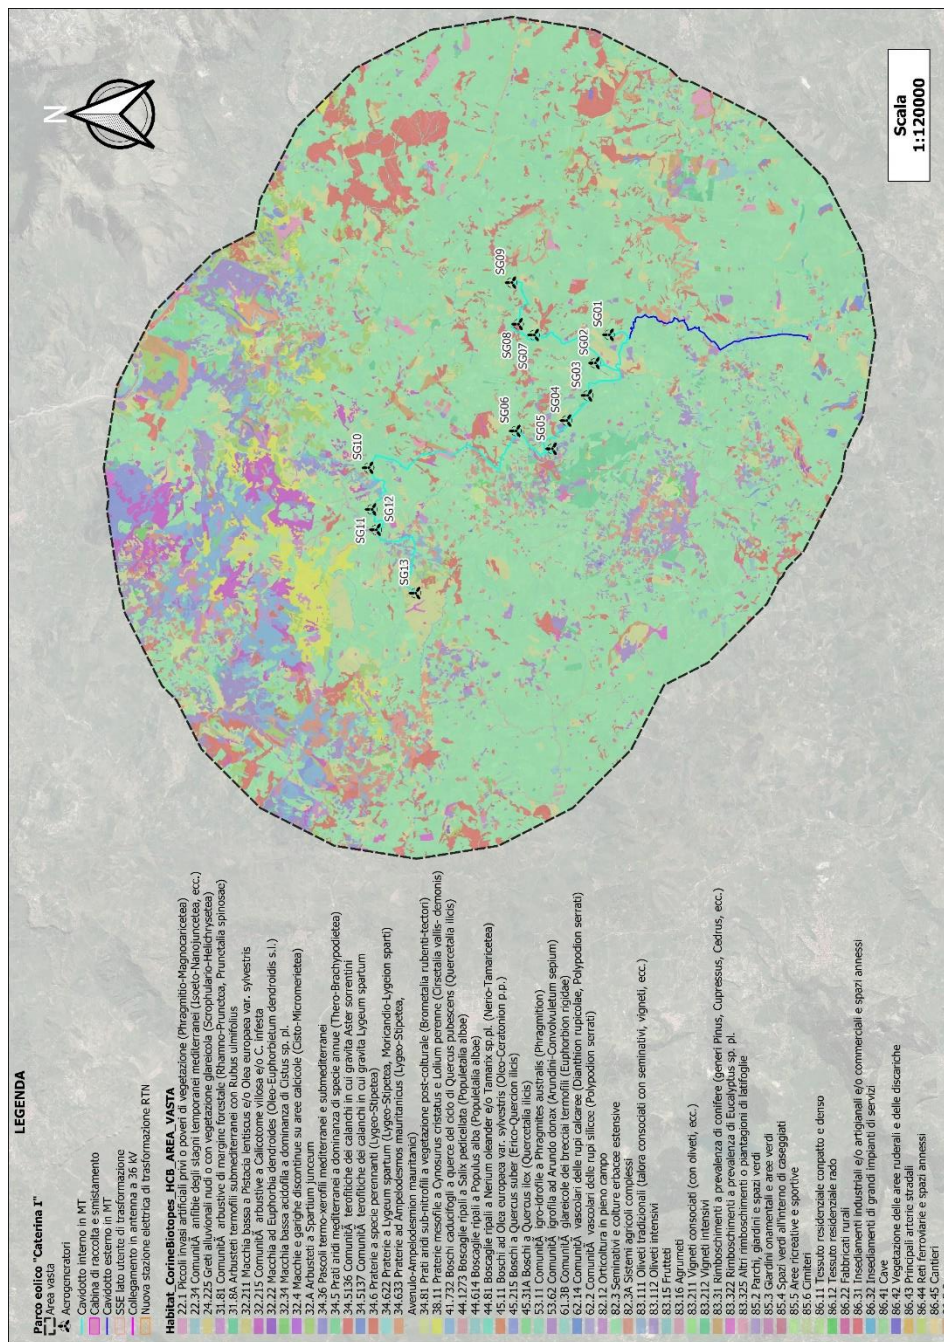 LEGENDA
Parco eolico "Caterina I"
Area vasta
Aerogeneratori
Cavidotto interno in MT
Cabina di raccolta e smistamento
Cavidotto esterno in MT
SSE lato utente di trasformazione
Collegamento in antenna a 36 kV
Nuova stazione elettrica di trasformazione RTN
Habitat_CorineBiotopes_HCB_AREA_VASTA
22.1P Piccoli invasi artificiali privi o poveri di vegetazione (Phragmitio-Magnocaricetea)
22.34 Comunità anfibie degli stagni temporanei mediterranei (Isoeto-Nanojuncetea, ecc.)
24.225 Greti alluvionali nudi o con vegetazione glareicola (Scrophulario-Helichrysetea)
31.81 Comunità arbustive di margine forestale (Rhamno-Prunetea, Prunetalia spinosae)
31.8A Arbusteti termofili submediterranei con Rubus ulmifolius
32.211 Macchia bassa a Pistacia lentiscus e/o Olea europaea var. sylvestris
32.215 Comunità arbustive a Calicotome villosa e/o C. infesta
32.22 Macchia ad Euphorbia dendroides (Oleo-Euphorbietum dendroidis s.l.)
32.34 Macchia bassa acidofila a dominanza di Cistus sp. pl.
32.4 Macchie e garighe discontinue su aree calcicole (Cisto-Micromerietea)
32.A Arbusteti a Spartium junceum
34.36 Pascoli termo-xerofili mediterranei e submediterranei
34.5 Prati aridi mediterranei a dominanza di specie annue (Thero-Brachypodietea)
34.5136 Comunità terofitiche dei calanchi in cui gravita Aster sorrentini
34.5137 Comunità terofitiche dei calanchi in cui gravita Lygeum spartum
34.6 Praterie a specie perennanti (Lygeo-Stipetea)
34.622 Praterie a Lygeum spartum (Lygeo-Stipetea, Moricandio-Lygeion sparti)
34.633 Praterie ad Ampelodesmos mauritanicus (Lygeo-Stipetea,
Avenulo-Ampelodesmion mauritanici)
34.81 Prati aridi sub-nitrofili a vegetazione post-colturale (Brometalia rubenti-tectori)
38.11 Praterie mesofile a Cynosurus cristatus e Lolium perenne (Cirsetalia vallis- demonis)
41.732B Boschi caducifogli a querce del ciclo di Quercus pubescens (Quercetalia ilicis)
44.1273 Boscaglie ripali a Salix pedicellata (Populetalia albae)
44.614 Boscaglie ripali a Populus alba (Populetalia albae)
44.81 Boscaglie ripali a Nerium oleander e/o Tamarix sp.pl. (Nerio-Tamaricetea)
45.11 Boschi ad Olea europaea var. sylvestris (Oleo-Ceratonion p.p.)
45.215 Boschi a Quercus suber (Erico-Quercion ilicis)
45.31A Boschi a Quercus ilex (Quercetalia ilicis)
53.11 Comunità igro-idrofile a Phragmites australis (Phragmition)
53.62 Comunità igrofila ad Arundo donax (Arundini-Convolvuletum sepium)
61.3B Comunità glareicole dei brecciai termofili (Euphorbion rigidae)
62.14 Comunità vascolari delle rupi calcaree (Dianthion rupicolae, Polypodion serrati)
62.2 Comunità vascolari delle rupi silicee (Polypodion serrati)
82.12 Orticoltura in pieno campo
82.3 Seminativi e colture erbacee estensive
82.3A Sistemi agricoli complessi
83.111 Oliveti tradizionali (talora consociati con seminativi, vigneti, ecc.)
83.112 Oliveti intensivi
83.15 Frutteti
83.16 Agrumeti
83.211 Vigneti consociati (con oliveti, ecc.)
83.212 Vigneti intensivi
83.31 Rimboschimenti a prevalenza di conifere (generi Pinus, Cupressus, Cedrus, ecc.)
83.322 Rimboschimenti a prevalenza di Eucalyptus sp. pl.
83.325 Altri rimboschimenti o piantagioni di latifoglie
85.2 Parchi, giardini e spazi verdi
85.3 Giardini ornamentali e aree verdi
85.4 Spazi verdi all'interno di caseggiati
85.5 Aree ricreative e sportive
85.6 Cimiteri
86.11 Tessuto residenziale compatto e denso
86.12 Tessuto residenziale rado
86.22 Fabbricati rurali
86.31 Insediamenti industriali e/o artigianali e/o commerciali e spazi annessi
86.32 Insediamenti di grandi impianti di servizi
86.41 Cave
86.42 Vegetazione delle aree ruderali e delle discariche
86.43 Principali arterie stradali
86.44 Reti ferroviarie e spazi annessi
86.45 Cantieri
N
SG10
SG11
SG12
SG13
SG09
SG08
SG07
SG06
SG05
SG04
SG03
SG02
SG01
Scala
1:120000